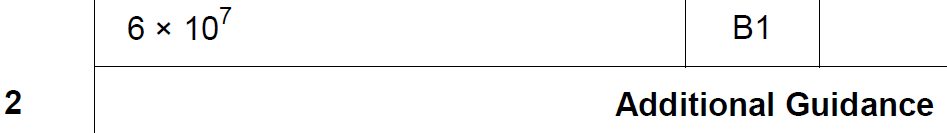 6 × 10⁷ B1
2 Additional Guidance